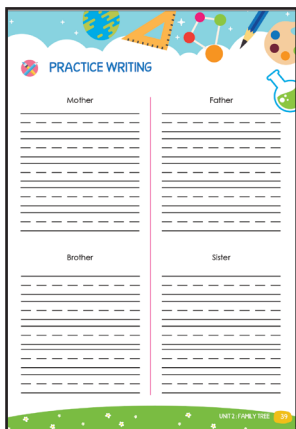 PRACTICE WRITING
Mother
Father
Brother
Sister
UNIT 2 : FAMILY TREE 39